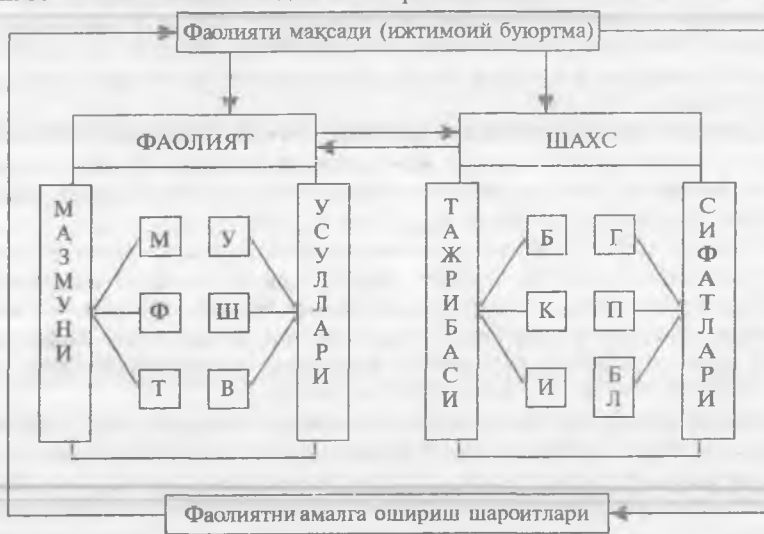 Фаолияти мақсади (ижтимоий буюртма)
ФАОЛИЯТ
ШАХС
МАЗМУНИ
М
Ф
Т
У
Ш
В
УСУЛЛАРИ
ТАЖРИБАСИ
Б
К
И
Г
П
БЛ
СИФАТЛАРИ
Фаолиятни амалга ошириш шароитлари